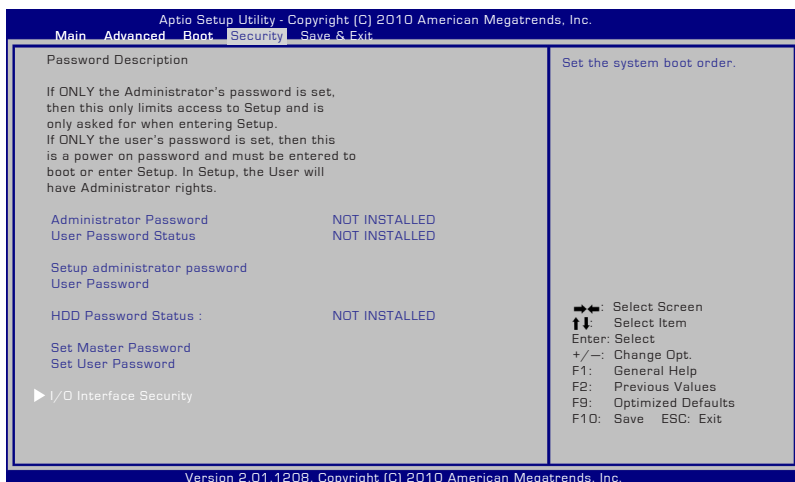 Aptio Setup Utility - Copyright (C) 2010 American Megatrends, Inc.
Main Advanced Boot Security Save & Exit
Password Description
If ONLY the Administrator's password is set,
then this only limits access to Setup and is
only asked for when entering Setup.
If ONLY the user's password is set, then this
is a power on password and must be entered to
boot or enter Setup. In Setup, the User will
have Administrator rights.
Administrator Password NOT INSTALLED
User Password Status NOT INSTALLED
Setup administrator password
User Password
HDD Password Status : NOT INSTALLED
Set Master Password
Set User Password
I/O Interface Security
Set the system boot order.
→←: Select Screen
↑↓: Select Item
Enter: Select
+/—: Change Opt.
F1: General Help
F2: Previous Values
F9: Optimized Defaults
F10: Save ESC: Exit
Version 2.01.1208. Copyright (C) 2010 American Megatrends, Inc.